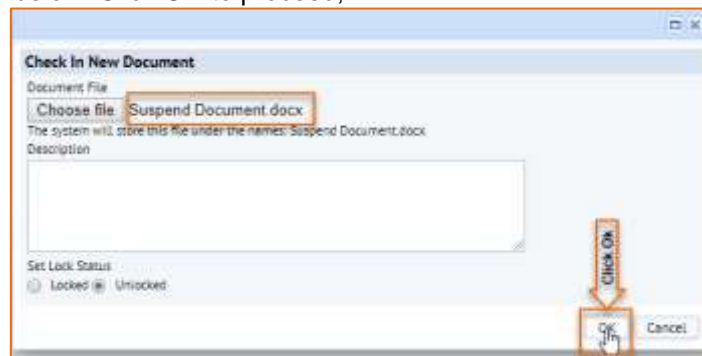 Check In New Document
Document File
Choose file Suspend Document.docx
The system will store this file under the names: Suspend Document.docx
Description
Click Ok
Set Lock Status
Locked Unlocked
OK Cancel